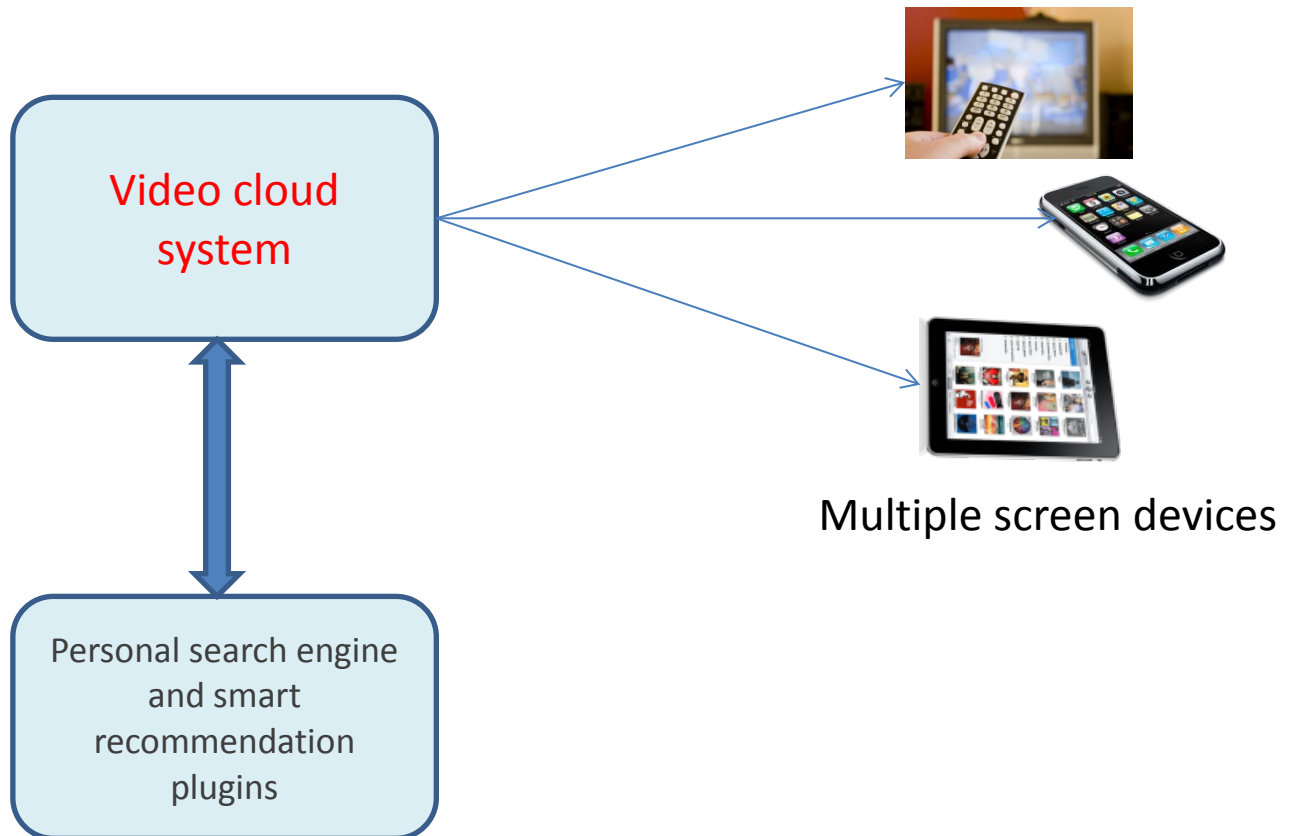 Video cloud
system
Multiple screen devices
Personal search engine
and smart
recommendation
plugins